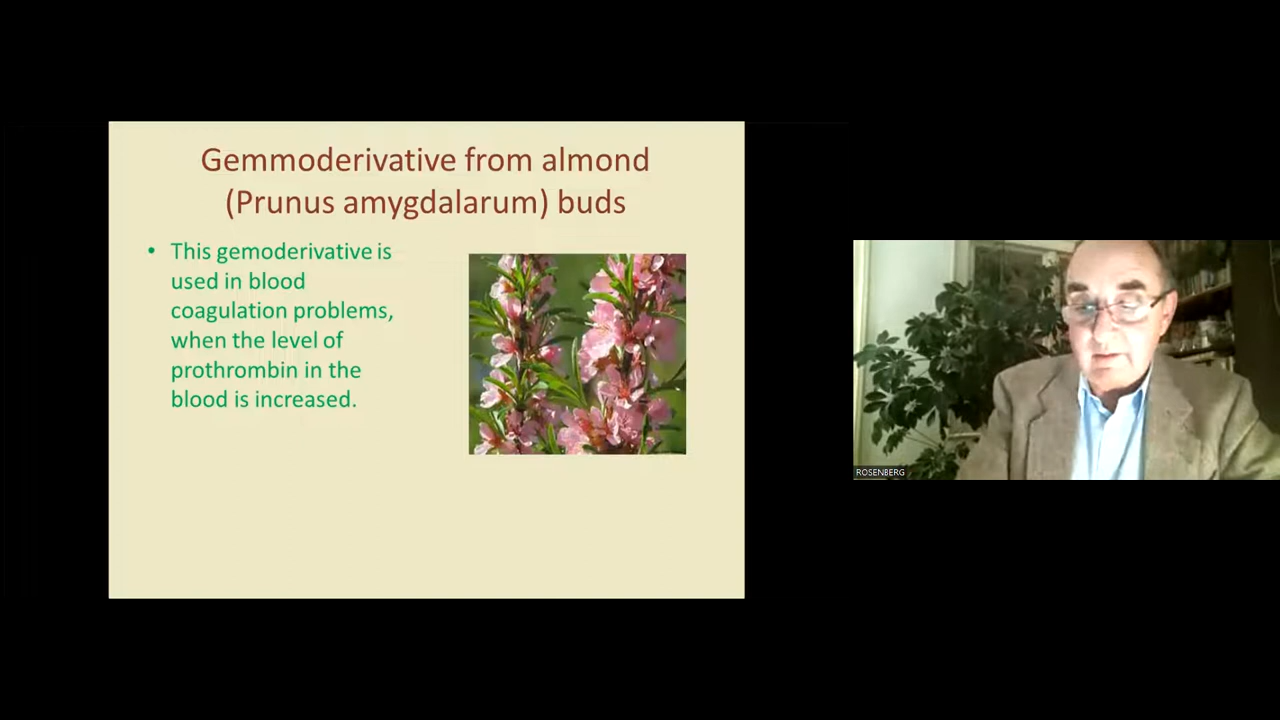 Gemmoderivative from almond
(Prunus amygdalarum) buds
• This gemoderivative is
used in blood
coagulation problems,
when the level of
prothrombin in the
blood is increased.
ROSENBERG